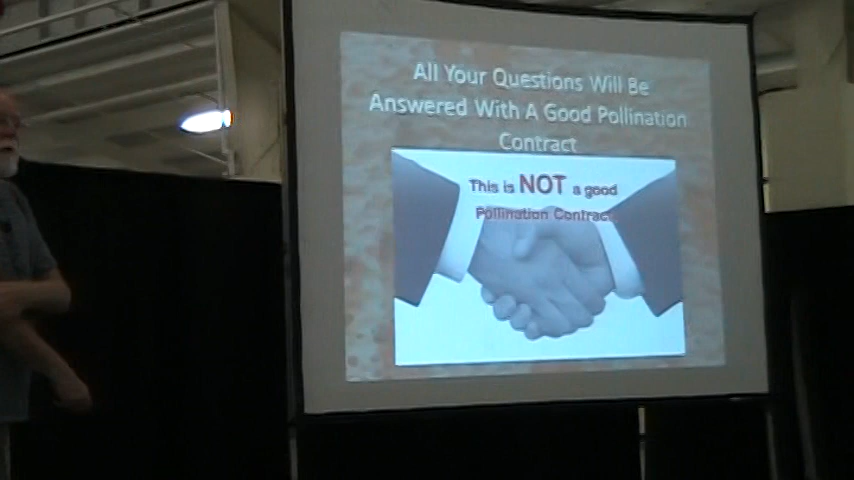 All Your Questions Will Be
Answered With A Good Pollination
Contract
This is NOT a good
Pollination Contract.